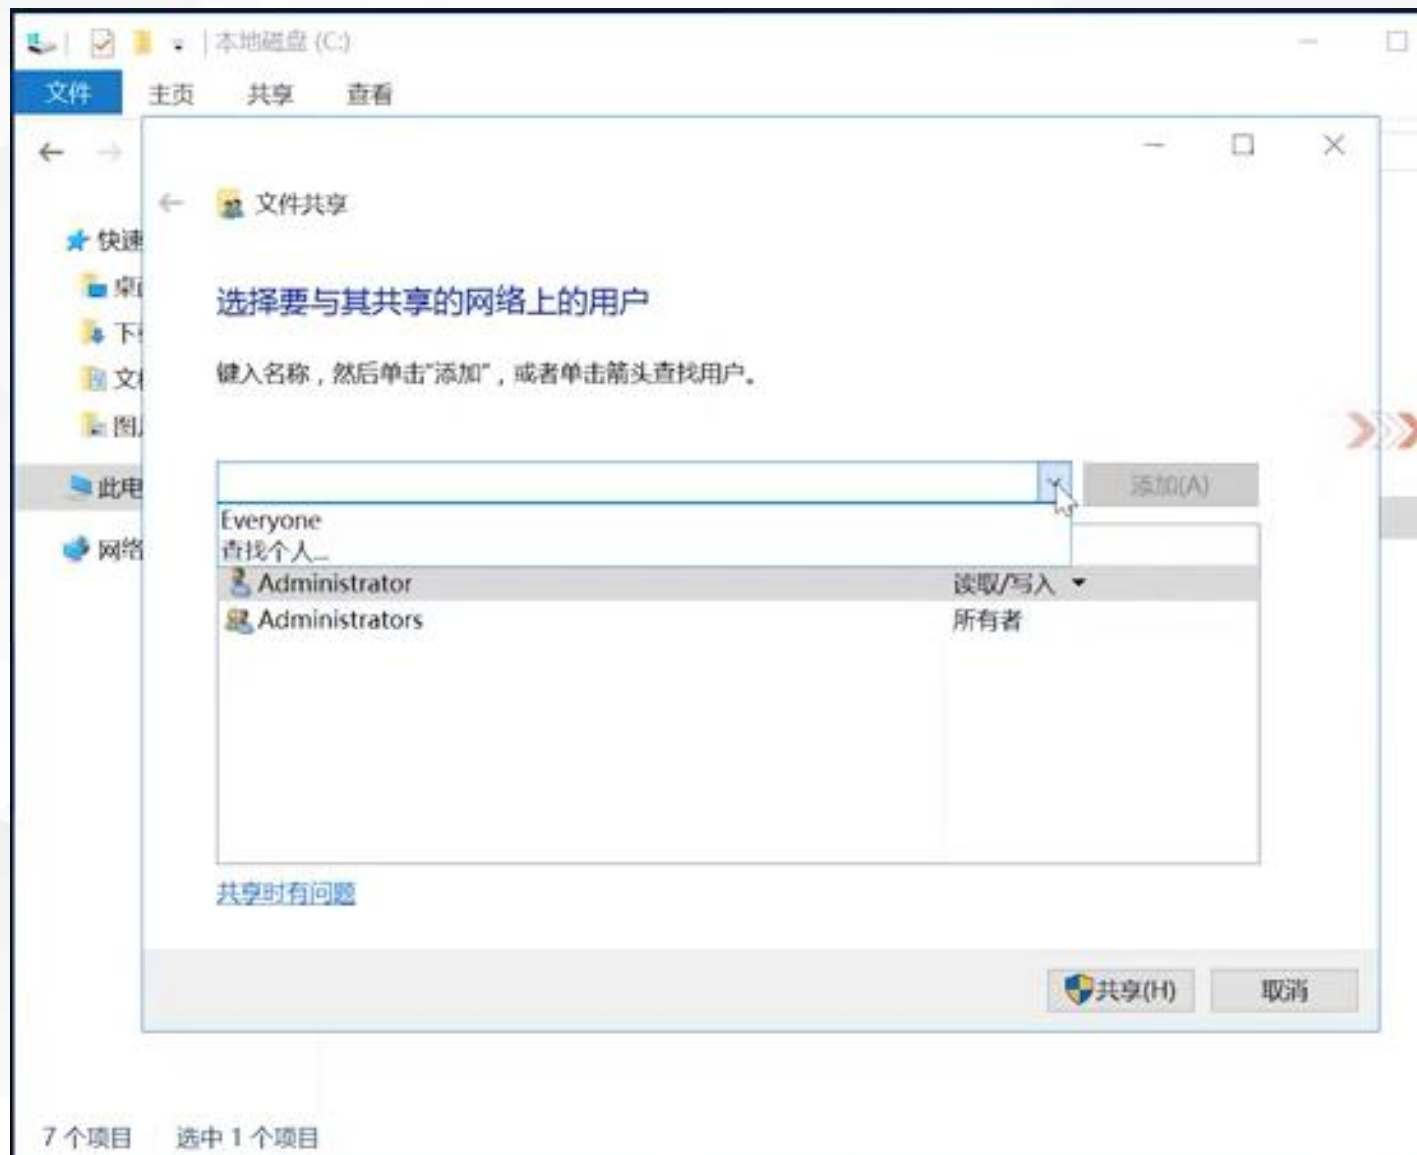 本地磁盘 (C:)
文件 主页 共享 查看
文件共享
快速
选择要与其共享的网络上的用户
键入名称，然后单击"添加"，或者单击箭头查找用户。
此电
添加(A)
Everyone
查找个人...
网络
Administrator 读取/写入
Administrators 所有者
共享时有问题
共享(H) 取消
7 个项目 选中 1 个项目